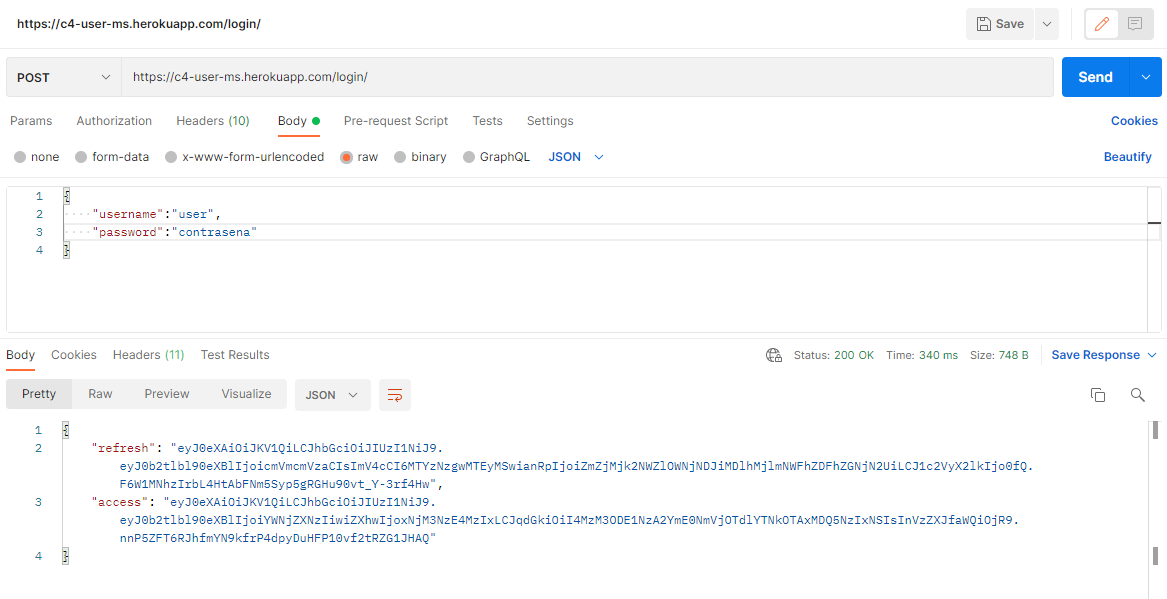 https://c4-user-ms.herokuapp.com/login/ Save
POST https://c4-user-ms.herokuapp.com/login/ Send
Params Authorization Headers (10) Body Pre-request Script Tests Settings Cookies
none form-data x-www-form-urlencoded raw binary GraphQL JSON Beautify
1 {
2 "username":"user",
3 "password":"contrasena"
4 }
Body Cookies Headers (11) Test Results Status: 200 OK Time: 340 ms Size: 748 B Save Response
Pretty Raw Preview Visualize JSON
1 {
2 "refresh": "eyJ0eXAiOiJKV1QiLCJhbGciOiJIUzI1NiJ9.
eyJ0b2tlbl90eXBlIjoicmVmcmVzaCIsImV4cCI6MTYzNzgwMTEyMSwianRpIjoiZmZjMjk2NWZlOWNjNDJiMDlhMjlmNWFhZDFhZGNjN2UiLCJ1c2VyX2lkIjo0fQ.
F6W1MNhzIrbL4HtAbFNm5Syp5gRGHu90vt_Y-3rf4Hw",
3 "access": "eyJ0eXAiOiJKV1QiLCJhbGciOiJIUzI1NiJ9.
eyJ0b2tlbl90eXBlIjoiYWNjZXNzIiwiZXhwIjoxNjM3NzE4MzIxLCJqdGkiOiI4MzM3ODE1NzA2YmE0NmVjOTdlYTNkOTAxMDQ5NzIxNSIsInVzZXJfaWQiOjR9.
nnP5ZFT6RJhfmYN9kfrP4dpyDuHFP10vf2tRZG1JHAQ"
4 }